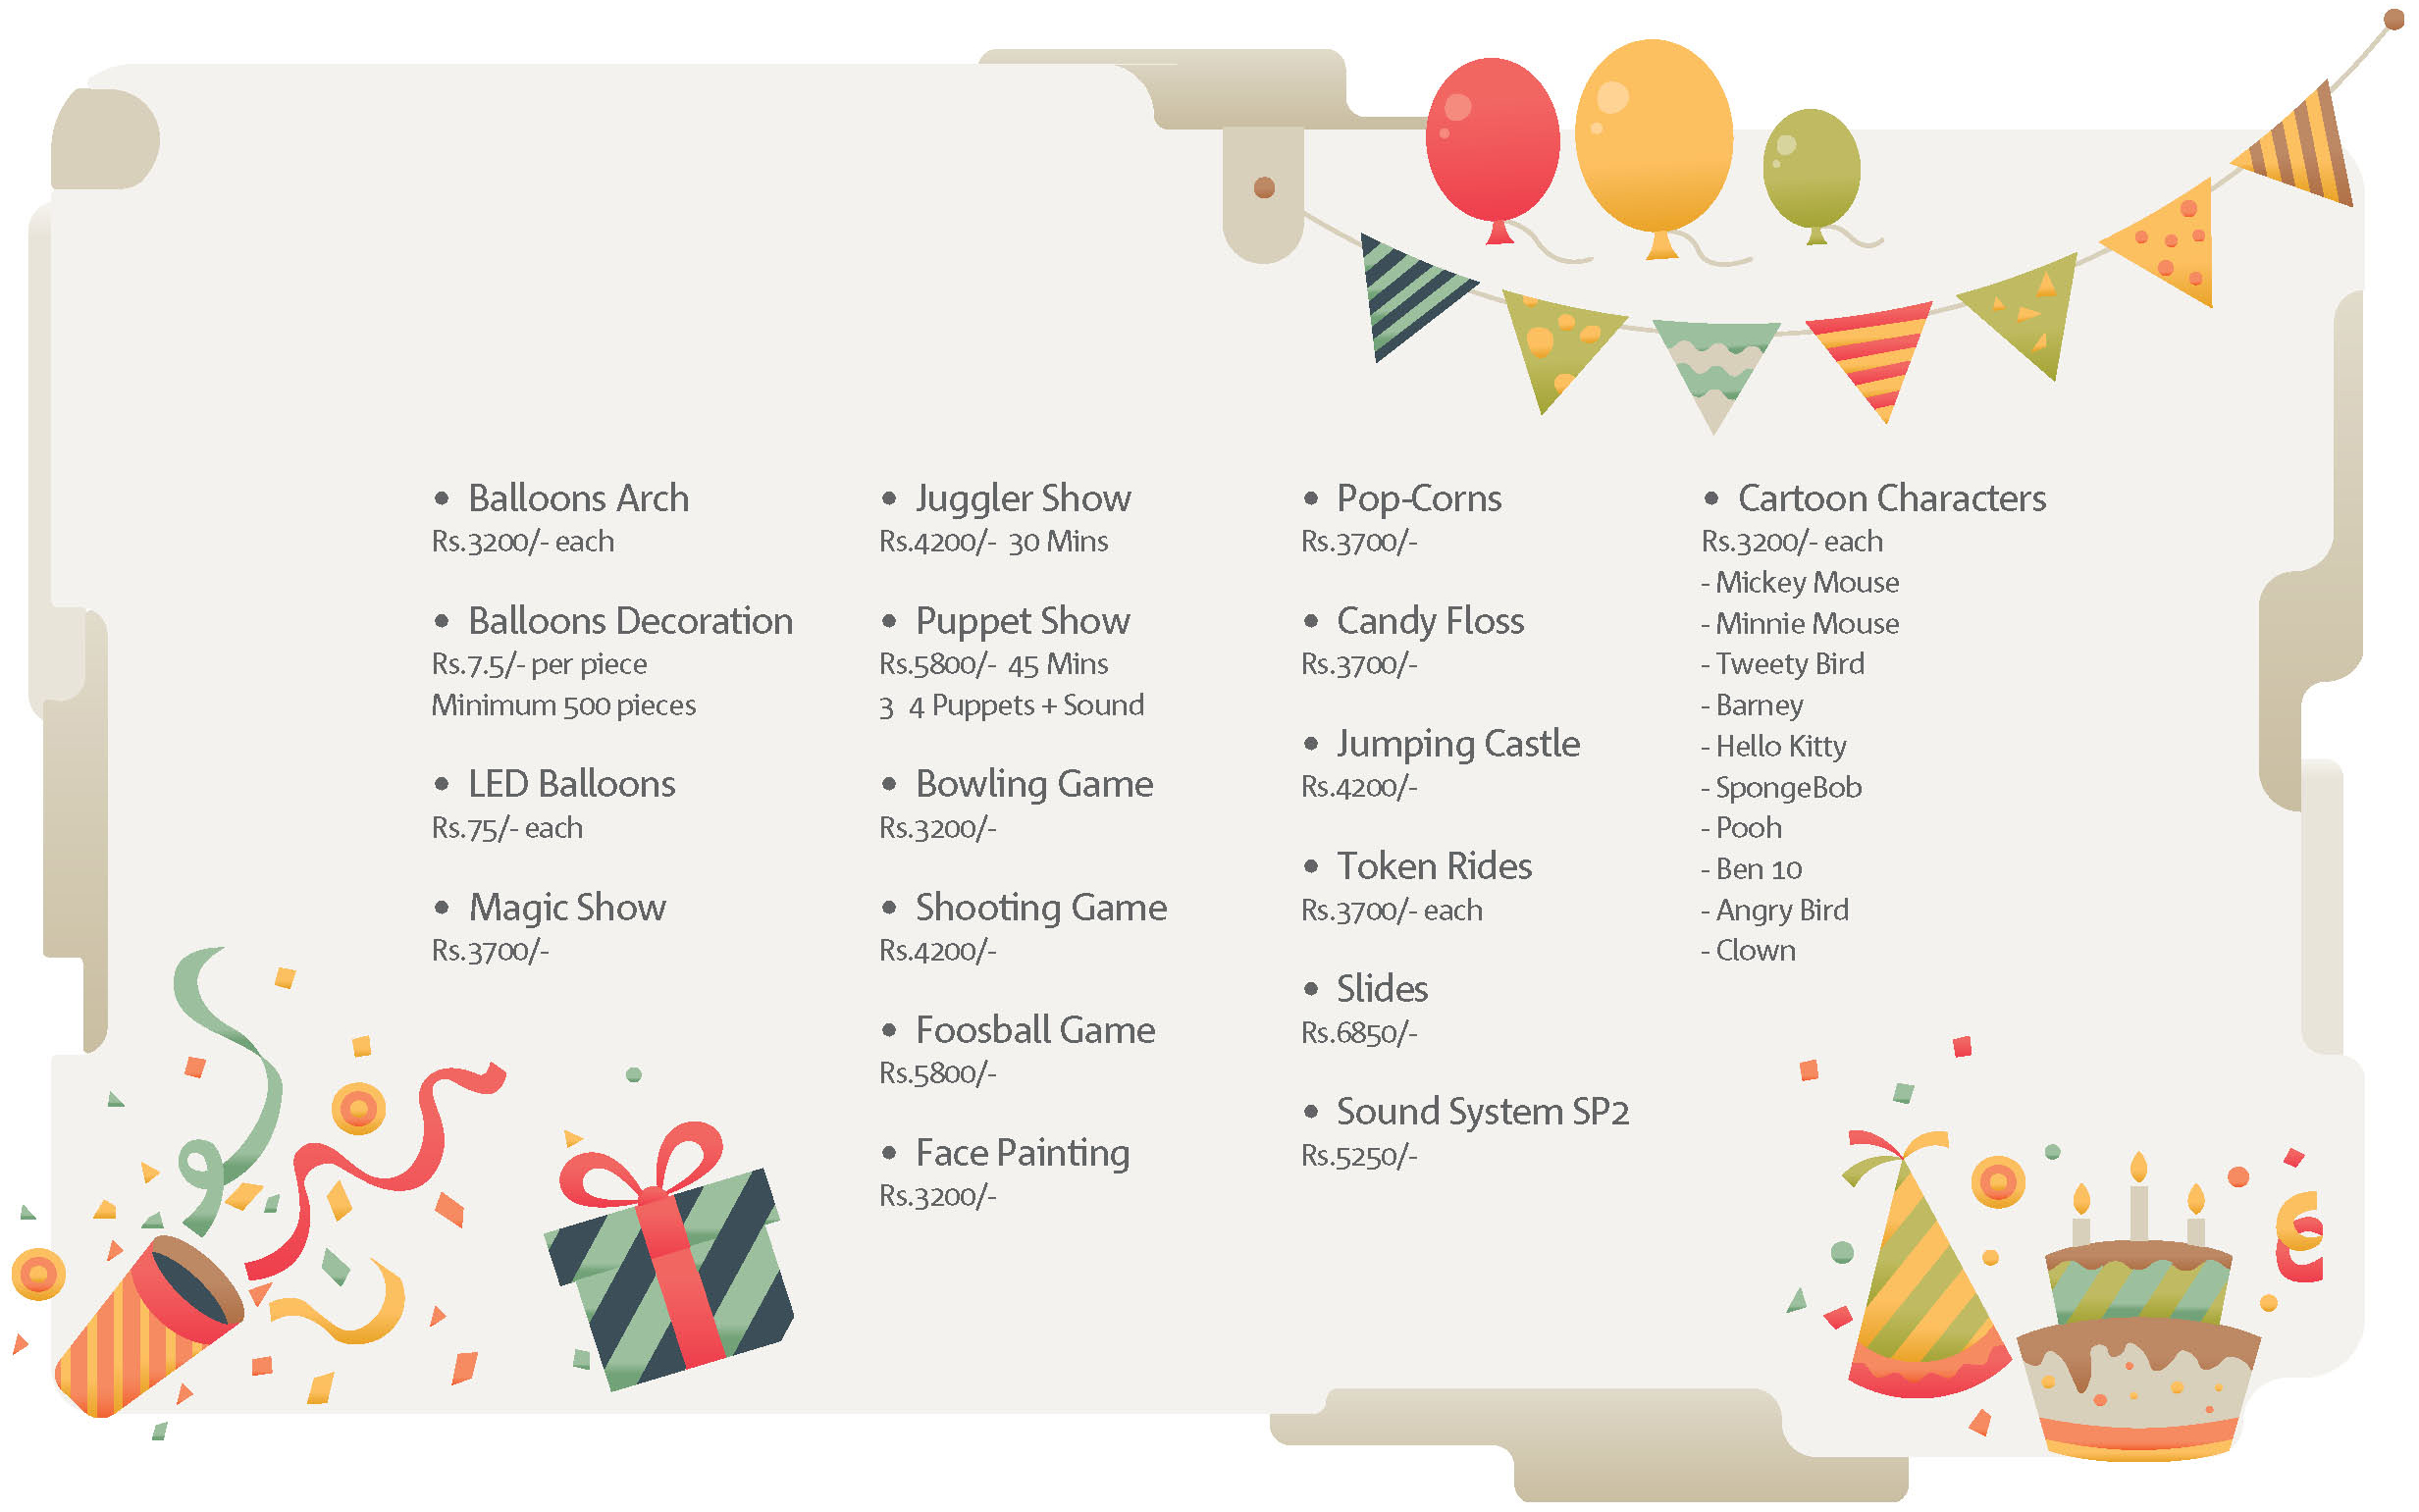 • Balloons Arch
Rs.3200/- each
• Balloons Decoration
Rs.7.5/- per piece
Minimum 500 pieces
• LED Balloons
Rs.75/- each
• Magic Show
Rs.3700/-
• Juggler Show
Rs.4200/- 30 Mins
• Puppet Show
Rs.5800/- 45 Mins
3 4 Puppets + Sound
• Bowling Game
Rs.3200/-
• Shooting Game
Rs.4200/-
• Foosball Game
Rs.5800/-
• Face Painting
Rs.3200/-
• Pop-Corns
Rs.3700/-
• Candy Floss
Rs.3700/-
• Jumping Castle
Rs.4200/-
• Token Rides
Rs.3700/- each
• Slides
Rs.6850/-
• Sound System SP2
Rs.5250/-
• Cartoon Characters
Rs.3200/- each
- Mickey Mouse
- Minnie Mouse
- Tweety Bird
- Barney
- Hello Kitty
- SpongeBob
- Pooh
- Ben 10
- Angry Bird
- Clown